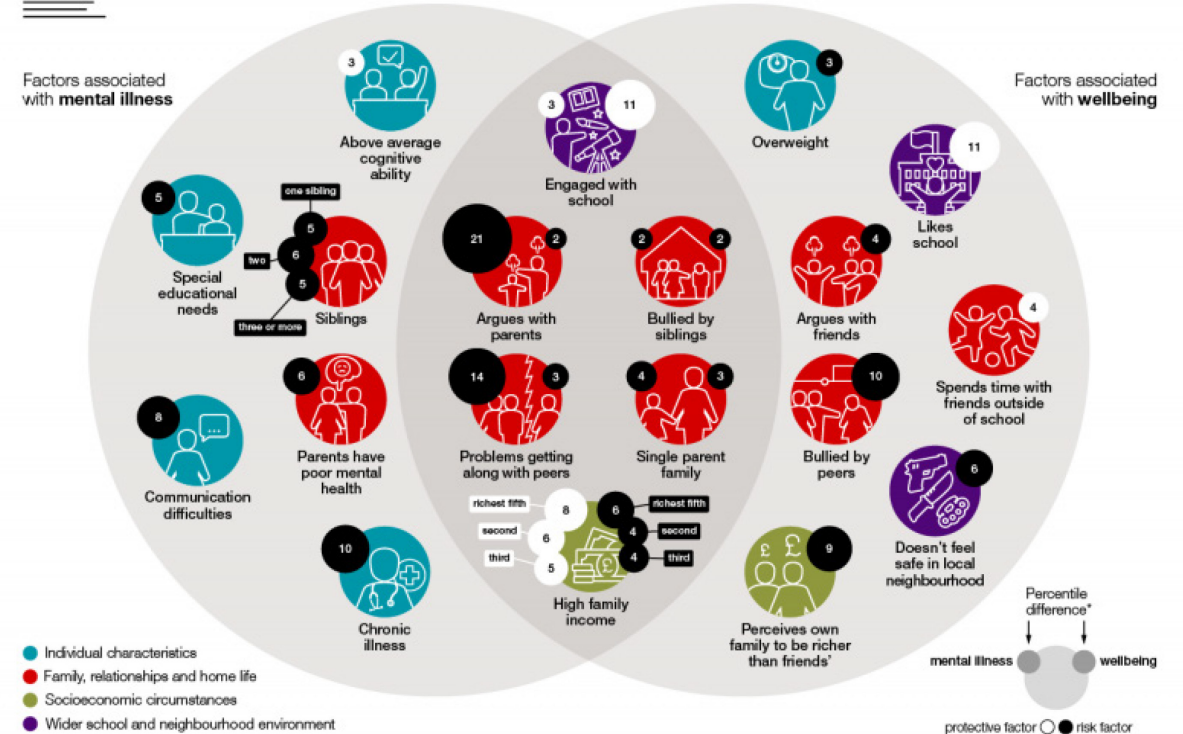 Factors associated
with mental illness
Factors associated
with wellbeing
3
Above average
cognitive
ability
3
11
Engaged with
school
3
Overweight
11
Likes
school
5
Special
educational
needs
one sibling
5
two
6
5
three or more
Siblings
21
2
Argues with
parents
2
2
Bullied by
siblings
4
Argues with
friends
4
Spends time with
friends outside
of school
6
Parents have
poor mental
health
14
3
Problems getting
along with peers
4
3
Single parent
family
10
Bullied by
peers
8
...
Communication
difficulties
6
Doesn't feel
safe in local
neighbourhood
10
Chronic
illness
richest fifth
8
6
richest fifth
second
6
4
second
third
5
4
third
£
High family
income
£ £
9
Perceives own
family to be richer
than friends'
Percentile
difference*
mental illness
wellbeing
protective factor
risk factor
Individual characteristics
Family, relationships and home life
Socioeconomic circumstances
Wider school and neighbourhood environment